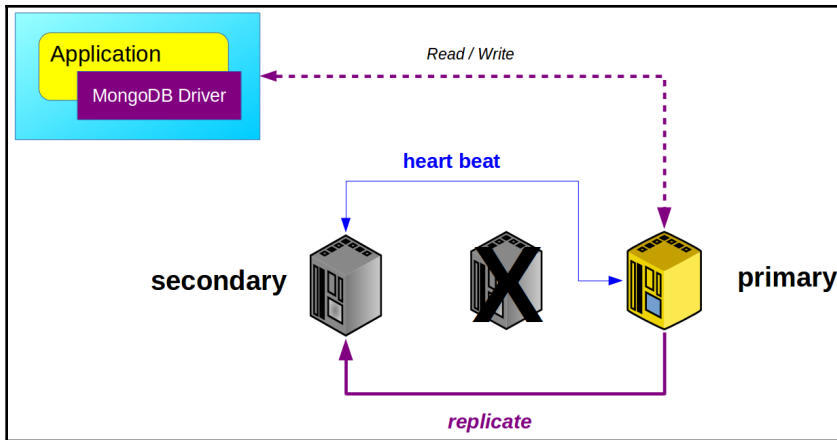 Application
MongoDB Driver
Read / Write
heart beat
secondary
X
primary
replicate